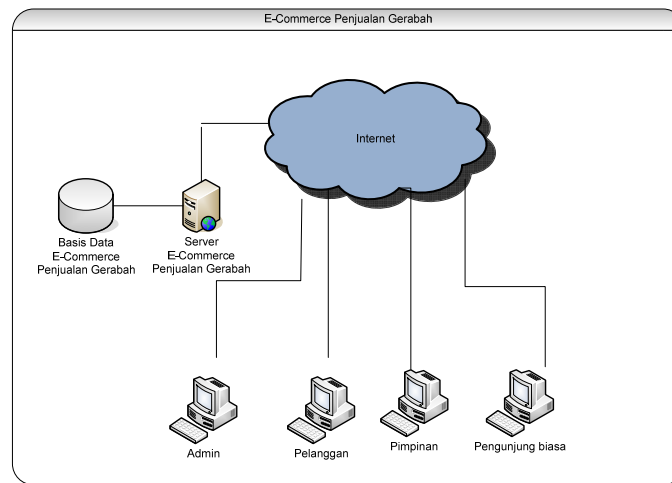 E-Commerce Penjualan Gerabah
Internet
Basis Data
E-Commerce
Penjualan Gerabah
Server
E-Commerce
Penjualan Gerabah
Admin
Pelanggan
Pimpinan
Pengunjung biasa